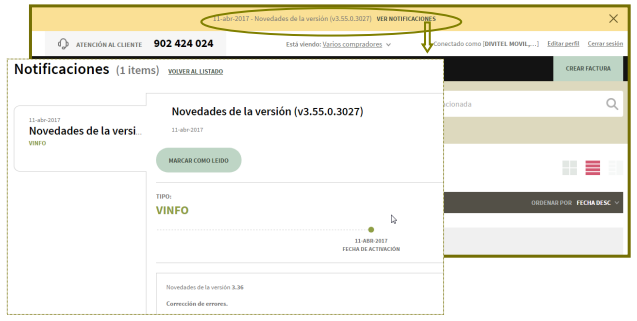 11-abr-2017 - Novedades de la versión (v3.55.0.3027) VER NOTIFICACIONES
ATENCIÓN AL CLIENTE 902 424 024 Está viendo: Varios compradores Conectado como [DIVITEL MOVIL,...] Editar perfil Cerrar sesión
Notificaciones (1 items) VOLVER AL LISTADO
CREAR FACTURA
cionada
11-abr-2017
Novedades de la versi...
VINFO
Novedades de la versión (v3.55.0.3027)
11-abr-2017
MARCAR COMO LEIDO
ORDENAR POR FECHA DESC
TIPO:
VINFO
11-ABR-2017
FECHA DE ACTIVACIÓN
Novedades de la versión 3.36
Corrección de errores.